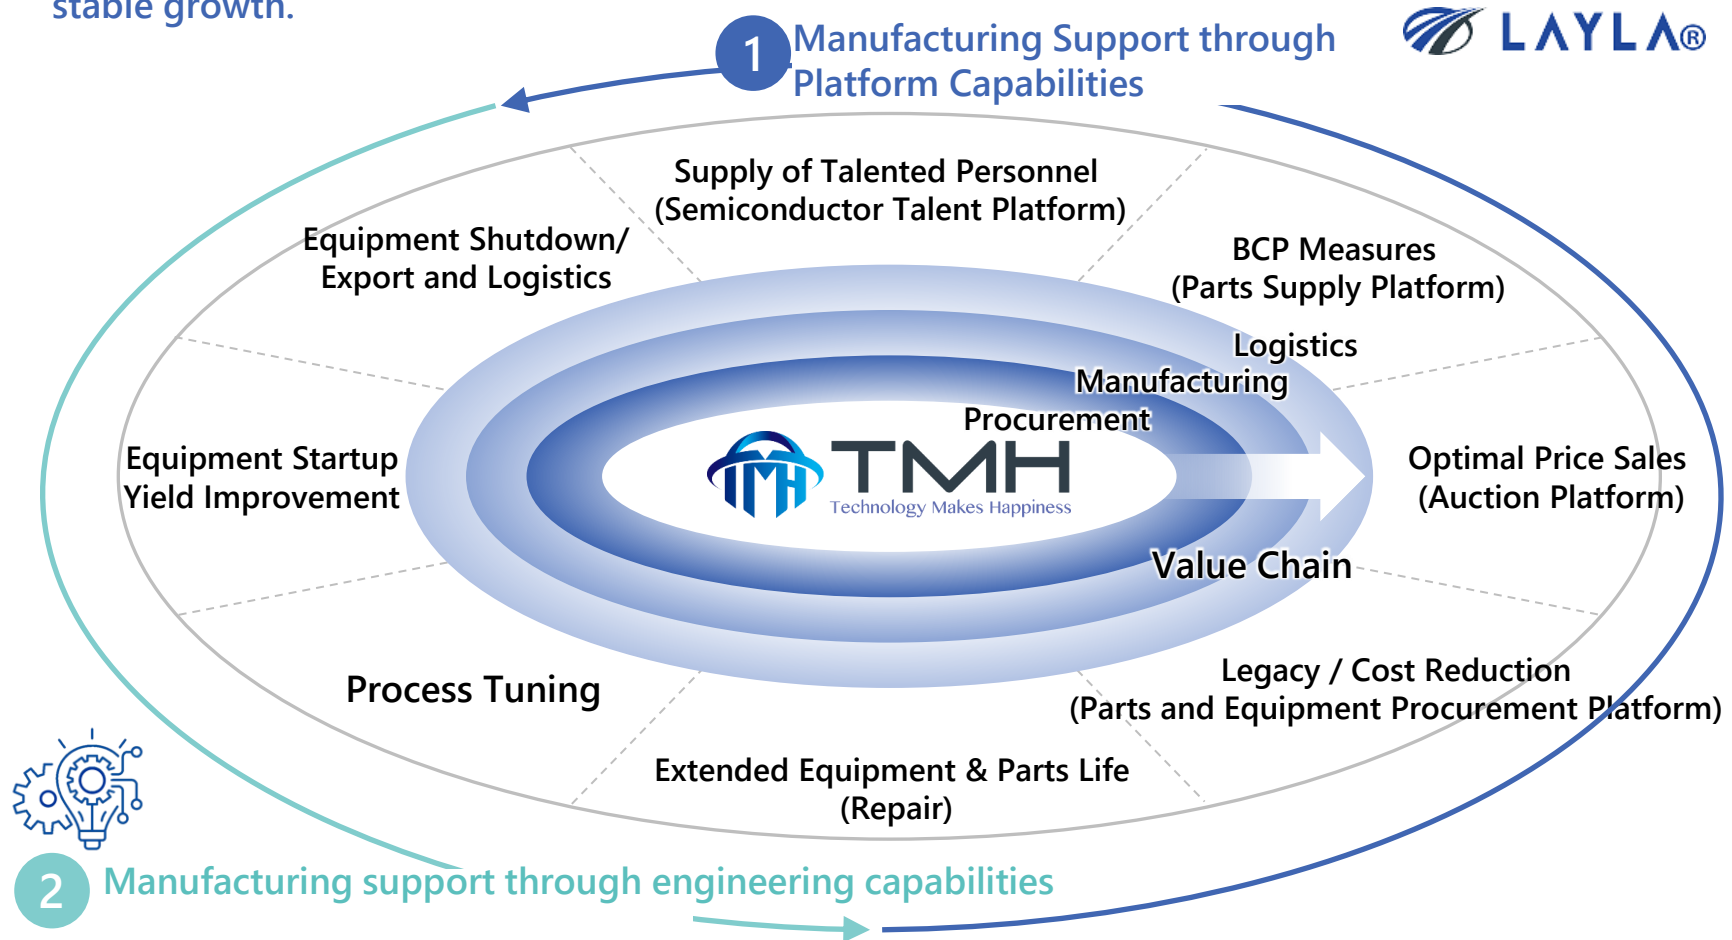 stable growth.
1
Manufacturing Support through
Platform Capabilities
LAYLA®
Supply of Talented Personnel
(Semiconductor Talent Platform)
Equipment Shutdown/
Export and Logistics
BCP Measures
(Parts Supply Platform)
Logistics
Manufacturing
Procurement
Equipment Startup
Yield Improvement
TMH
TMH
Technology Makes Happiness
Optimal Price Sales
(Auction Platform)
Value Chain
Process Tuning
Legacy / Cost Reduction
(Parts and Equipment Procurement Platform)
Extended Equipment & Parts Life
(Repair)
2
Manufacturing support through engineering capabilities